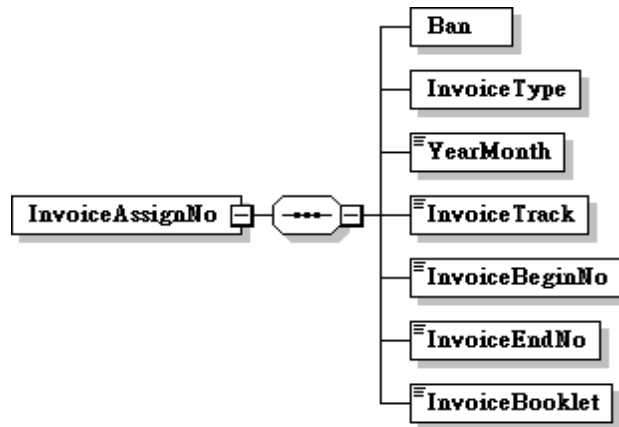 Ban
InvoiceType
YearMonth
InvoiceAssignNo
InvoiceTrack
InvoiceBeginNo
InvoiceEndNo
InvoiceBooklet